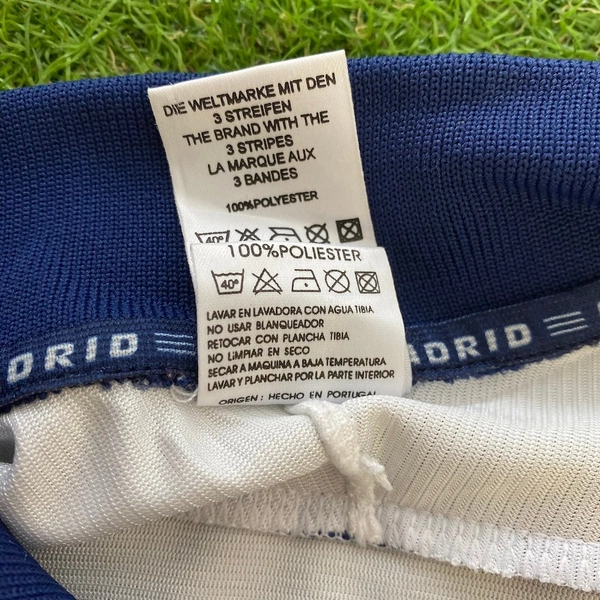 DIE WELTMARKE MIT DEN
3 STREIFEN
THE BRAND WITH THE
3 STRIPES
LA MARQUE AUX
3 BANDES
100%POLYESTER
40°
100%POLIESTER
40°
LAVAR EN LAVADORA CON AGUA TIBIA
NO USAR BLANQUEADOR
RETOCAR CON PLANCHA TIBIA
NO LIMPIAR EN SECO
SECAR A MAQUINA A BAJA TEMPERATURA
LAVAR Y PLANCHAR POR LA PARTE INTERIOR
ORIGEN : HECHO EN PORTUGAL
DRID
ADRID